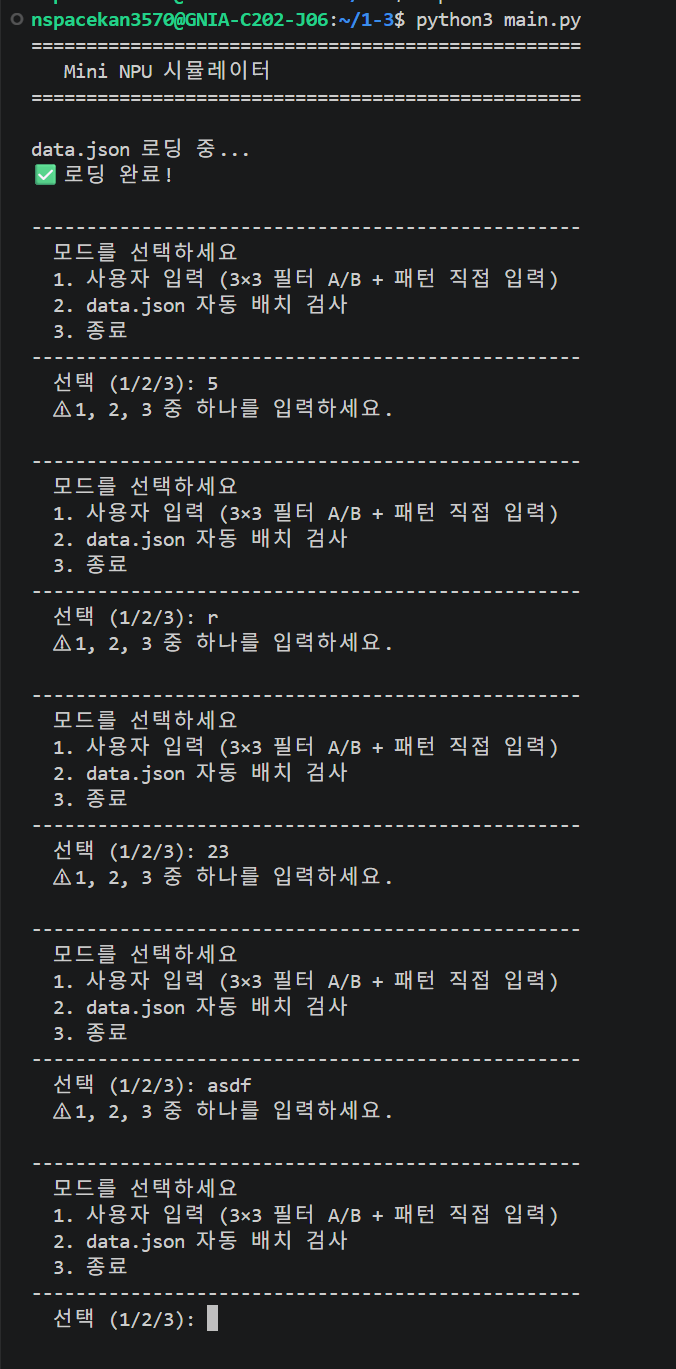 nspacekan3570@GNIA-C202-J06:~/1-3$ python3 main.py
==================================================
Mini NPU 시뮬레이터
==================================================
data.json 로딩 중...
✅ 로딩 완료!
--------------------------------------------------
모드를 선택하세요
1. 사용자 입력 (3×3 필터 A/B + 패턴 직접 입력)
2. data.json 자동 배치 검사
3. 종료
--------------------------------------------------
선택 (1/2/3): 5
⚠1, 2, 3 중 하나를 입력하세요.
--------------------------------------------------
모드를 선택하세요
1. 사용자 입력 (3×3 필터 A/B + 패턴 직접 입력)
2. data.json 자동 배치 검사
3. 종료
--------------------------------------------------
선택 (1/2/3): r
⚠1, 2, 3 중 하나를 입력하세요.
--------------------------------------------------
모드를 선택하세요
1. 사용자 입력 (3×3 필터 A/B + 패턴 직접 입력)
2. data.json 자동 배치 검사
3. 종료
--------------------------------------------------
선택 (1/2/3): 23
⚠1, 2, 3 중 하나를 입력하세요.
--------------------------------------------------
모드를 선택하세요
1. 사용자 입력 (3×3 필터 A/B + 패턴 직접 입력)
2. data.json 자동 배치 검사
3. 종료
--------------------------------------------------
선택 (1/2/3): asdf
⚠1, 2, 3 중 하나를 입력하세요.
--------------------------------------------------
모드를 선택하세요
1. 사용자 입력 (3×3 필터 A/B + 패턴 직접 입력)
2. data.json 자동 배치 검사
3. 종료
--------------------------------------------------
선택 (1/2/3):